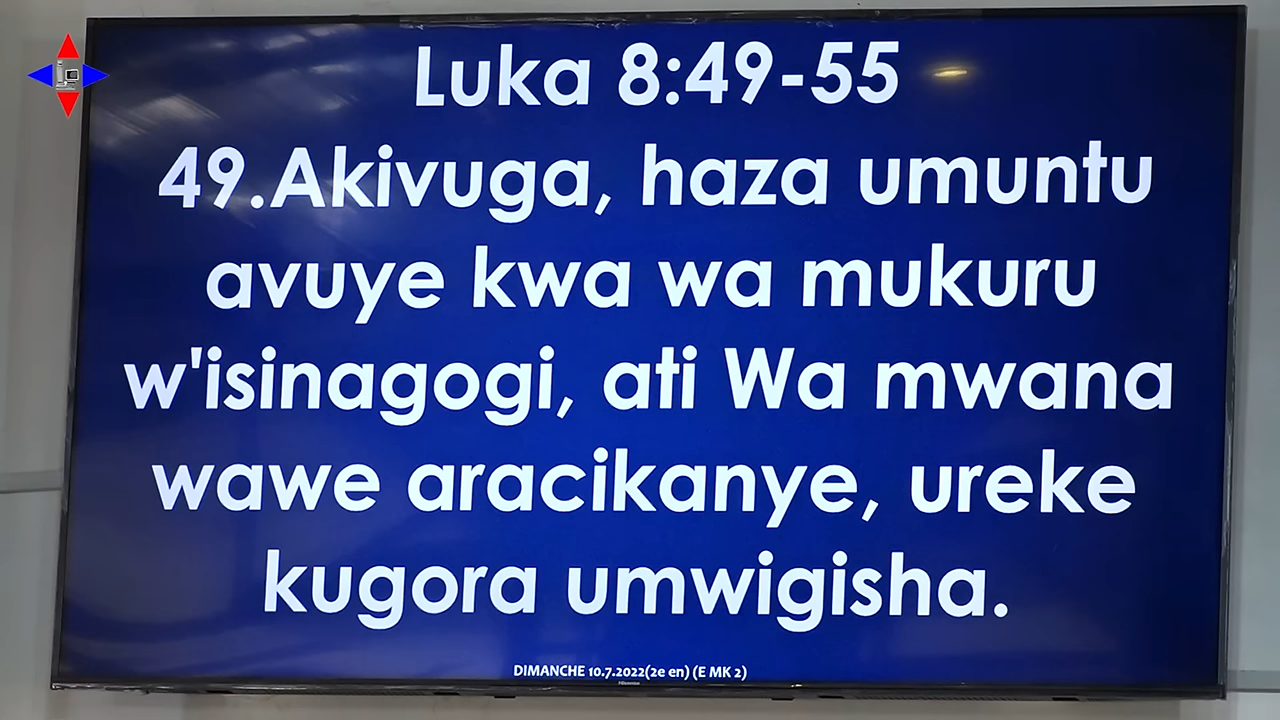 Luka 8:49-55
49.Akivuga, haza umuntu
avuye kwa wa mukuru
w'isinagogi, ati Wa mwana
wawe aracikanye, ureke
kugora umwigisha.
DIMANCHE 10.7.2022(2e en) (E MK 2)
Hisense